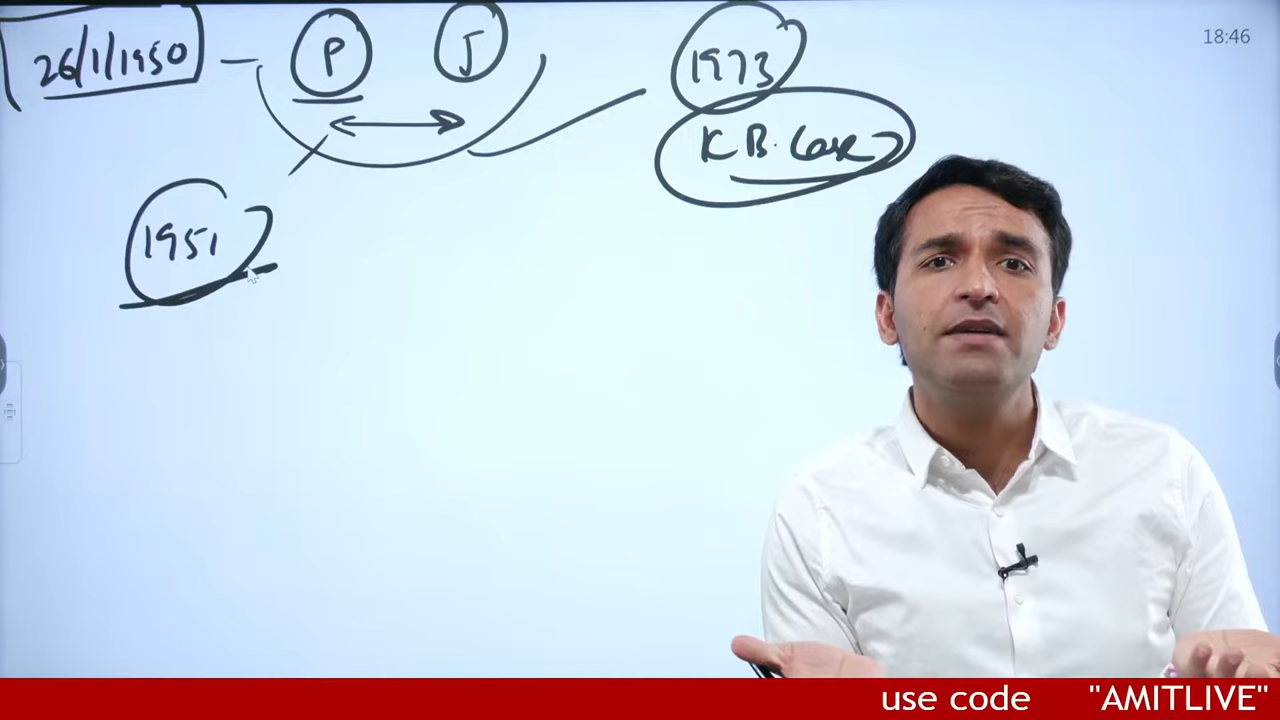 26/1/1950 - P J
1973
18:46
K B. Case
1951
use code "AMITLIVE"